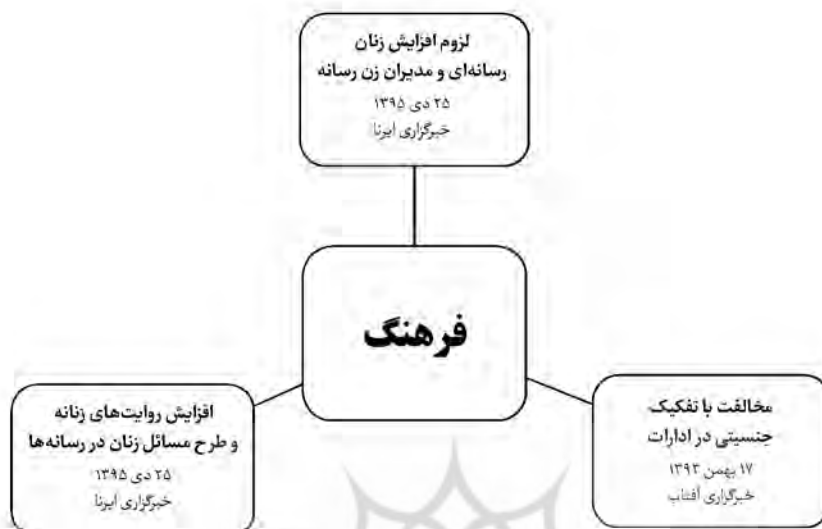 لزوم افزایش زنان
رسانه‌ای و مدیران زن رسانه
۲۵ دی ۱۳۹۵
خبرگزاری ایرنا
فرهنگ
مخالفت با تفکیک
جنسیتی در ادارات
۱۷ بهمن ۱۳۹۳
خبرگزاری آفتاب
افزایش روایت‌های زنانه
و طرح مسائل زنان در رسانه‌ها
۲۵ دی ۱۳۹۵
خبرگزاری ایرنا